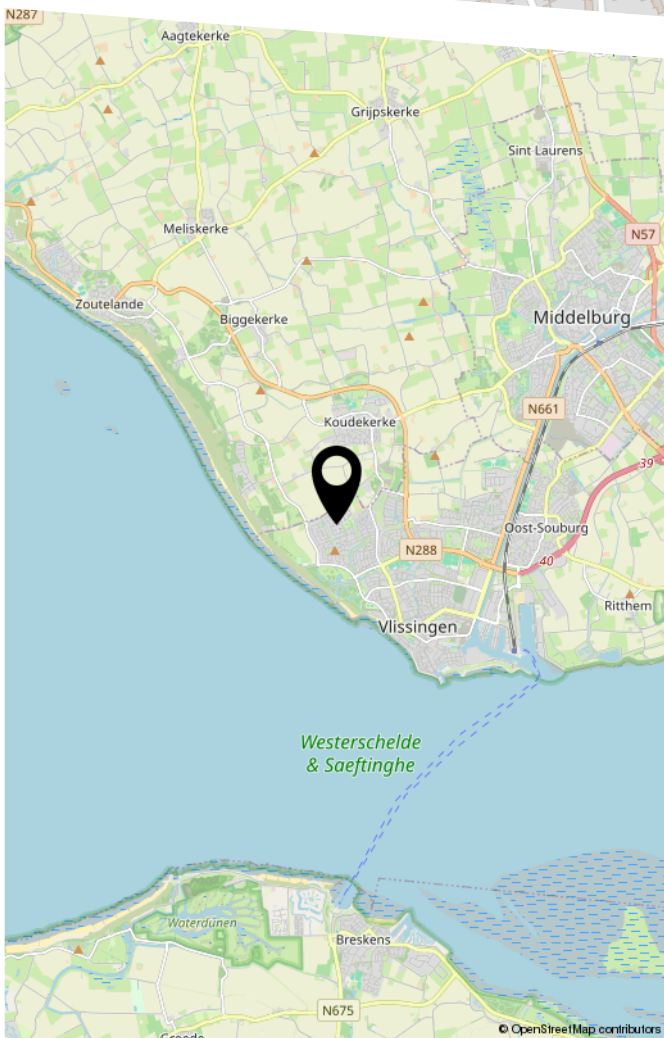 N287
Aagtekerke
Grijpskerke
Sint Laurens
Meliskerke
N57
Zoutelande
Biggekerke
Middelburg
N661
Koudekerke
39
Oost-Souburg
N288
40
Ritthem
Vlissingen
Westerschelde
& Saeftinghe
Waterdunen
Breskens
N675
© OpenStreetMap contributors